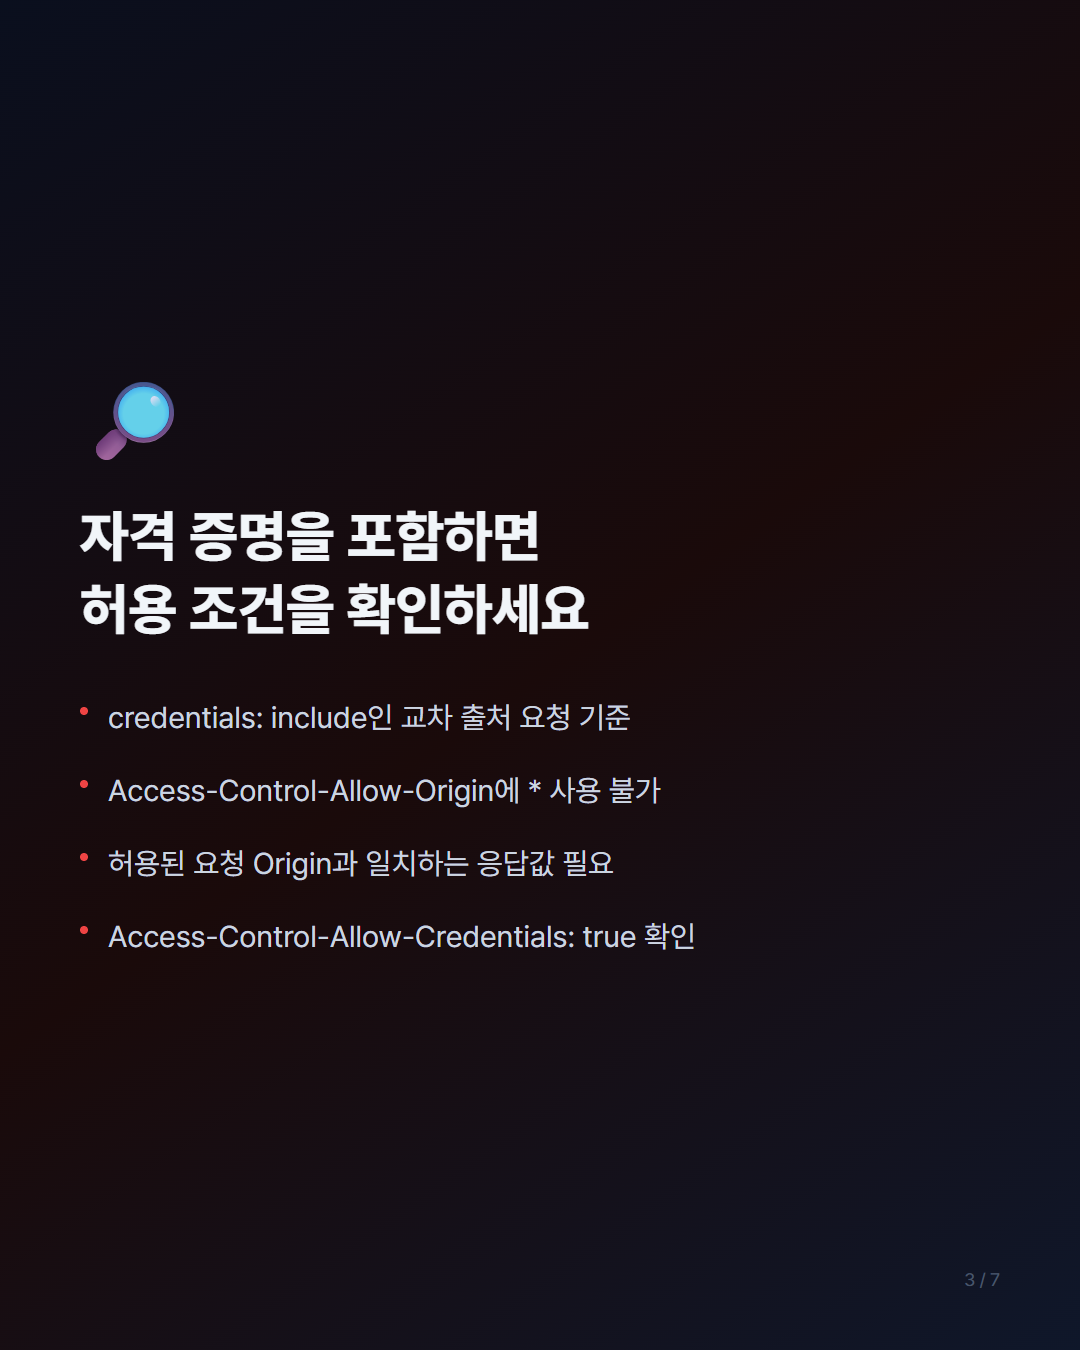 자격 증명을 포함하면
허용 조건을 확인하세요
• credentials: include인 교차 출처 요청 기준
• Access-Control-Allow-Origin에 * 사용 불가
• 허용된 요청 Origin과 일치하는 응답값 필요
• Access-Control-Allow-Credentials: true 확인
3 / 7